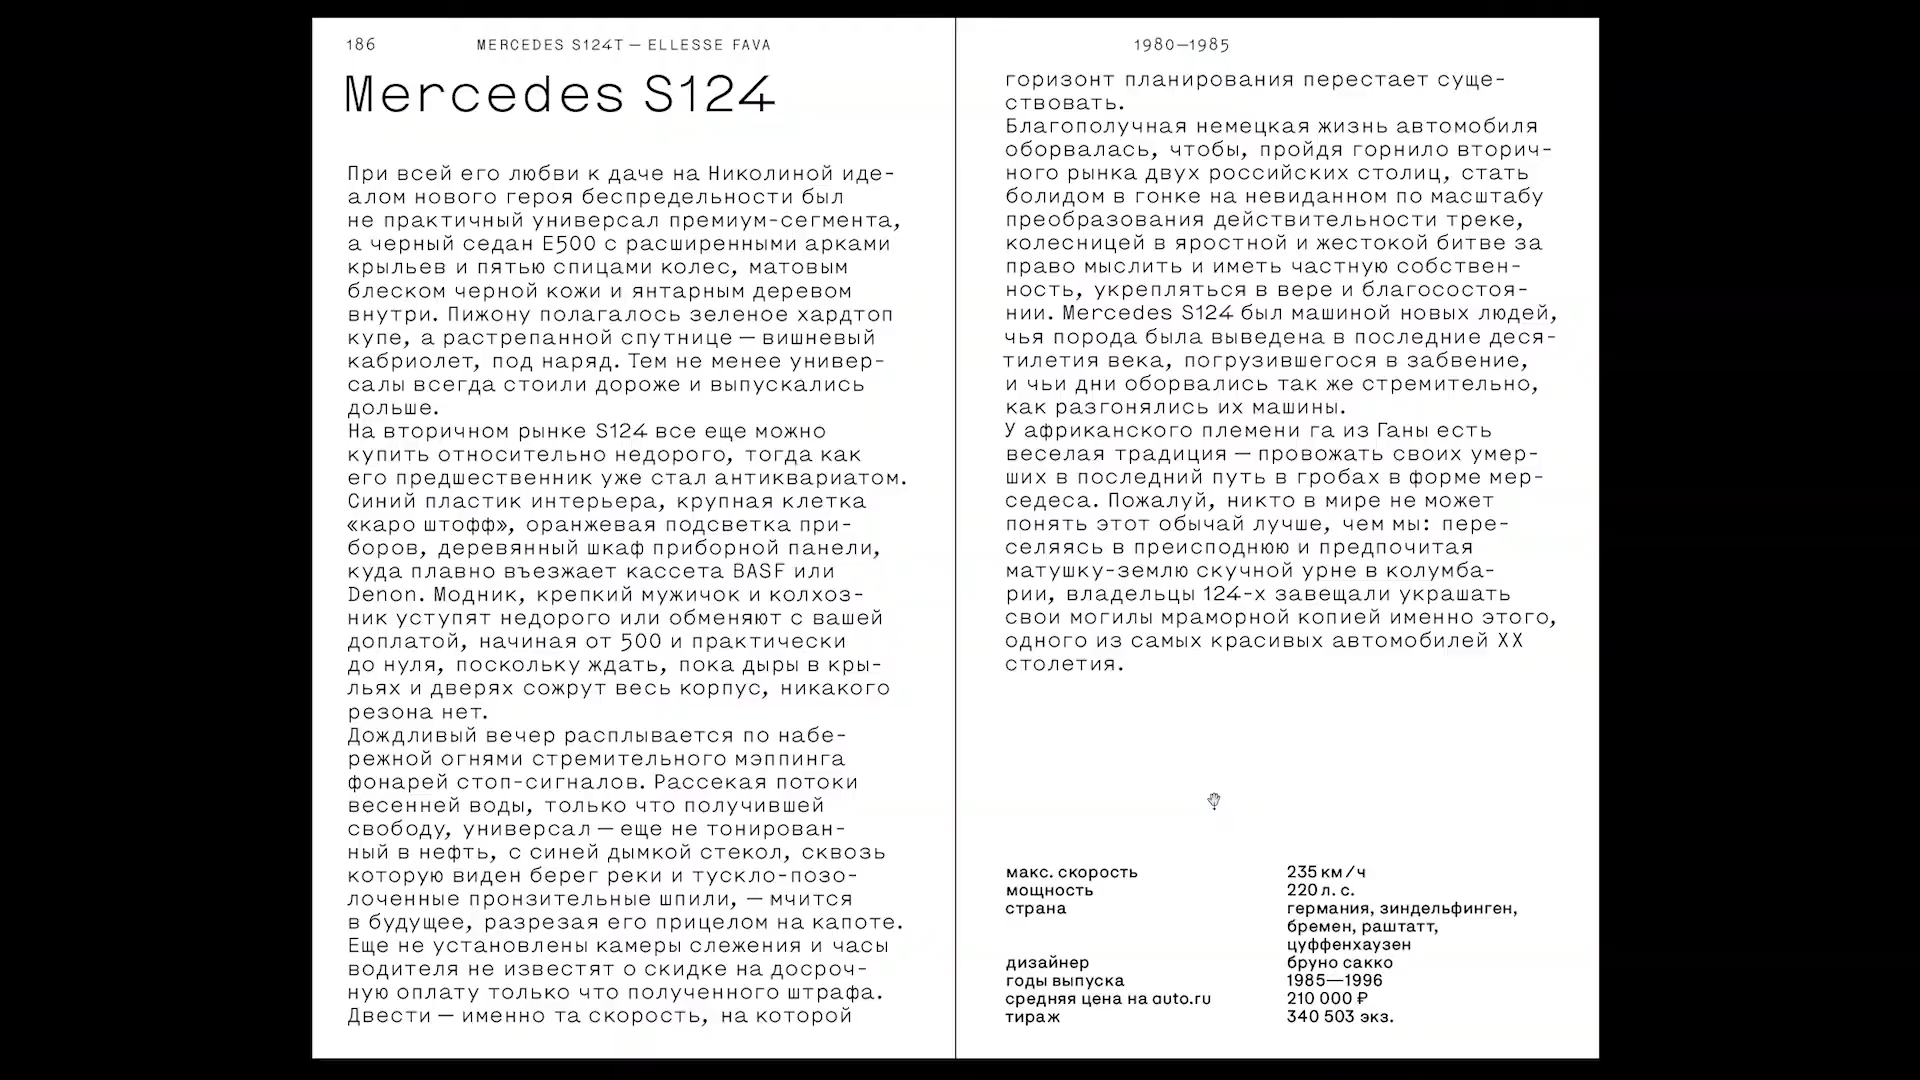 186
MERCEDES S124T — ELLESSE FAVA
Mercedes S124
При всей его любви к даче на Николиной иде-
алом нового героя беспредельности был
не практичный универсал премиум-сегмента,
а черный седан E500 с расширенными арками
крыльев и пятью спицами колес, матовым
блеском черной кожи и янтарным деревом
внутри. Пижону полагалось зеленое хардтоп
купе, а растрепанной спутнице — вишневый
кабриолет, под наряд. Тем не менее универ-
салы всегда стоили дороже и выпускались
дольше.
На вторичном рынке S124 все еще можно
купить относительно недорого, тогда как
его предшественник уже стал антиквариатом.
Синий пластик интерьера, крупная клетка
«каро штофф», оранжевая подсветка при-
боров, деревянный шкаф приборной панели,
куда плавно въезжает кассета BASF или
Denon. Модник, крепкий мужичок и колхоз-
ник уступят недорого или обменяют с вашей
доплатой, начиная от 500 и практически
до нуля, поскольку ждать, пока дыры в кры-
льях и дверях сожрут весь корпус, никакого
резона нет.
Дождливый вечер расплывается по набе-
режной огнями стремительного мэппинга
фонарей стоп-сигналов. Рассекая потоки
весенней воды, только что получившей
свободу, универсал — еще не тонирован-
ный в нефть, с синей дымкой стекол, сквозь
которую виден берег реки и тускло-позо-
лоченные пронзительные шпили, — мчится
в будущее, разрезая его прицелом на капоте.
Еще не установлены камеры слежения и часы
водителя не известят о скидке на досроч-
ную оплату только что полученного штрафа.
Двести — именно та скорость, на которой
1980—1985
горизонт планирования перестает суще-
ствовать.
Благополучная немецкая жизнь автомобиля
оборвалась, чтобы, пройдя горнило вторич-
ного рынка двух российских столиц, стать
болидом в гонке на невиданном по масштабу
преобразования действительности треке,
колесницей в яростной и жестокой битве за
право мыслить и иметь частную собствен-
ность, укрепляться в вере и благосостоя-
нии. Mercedes S124 был машиной новых людей,
чья порода была выведена в последние деся-
тилетия века, погрузившегося в забвение,
и чьи дни оборвались так же стремительно,
как разгонялись их машины.
У африканского племени га из Ганы есть
веселая традиция — провожать своих умер-
ших в последний путь в гробах в форме мер-
седеса. Пожалуй, никто в мире не может
понять этот обычай лучше, чем мы: пере-
селяясь в преисподнюю и предпочитая
матушку-землю скучной урне в колумба-
рии, владельцы 124-х завещали украшать
свои могилы мраморной копией именно этого,
одного из самых красивых автомобилей XX
столетия.
макс. скорость 235 км/ч
мощность 220 л. с.
страна германия, зиндельфинген,
бремен, раштатт,
цуффенхаузен
дизайнер бруно сакко
годы выпуска 1985—1996
средняя цена на auto.ru 210 000 ₽
тираж 340 503 экз.